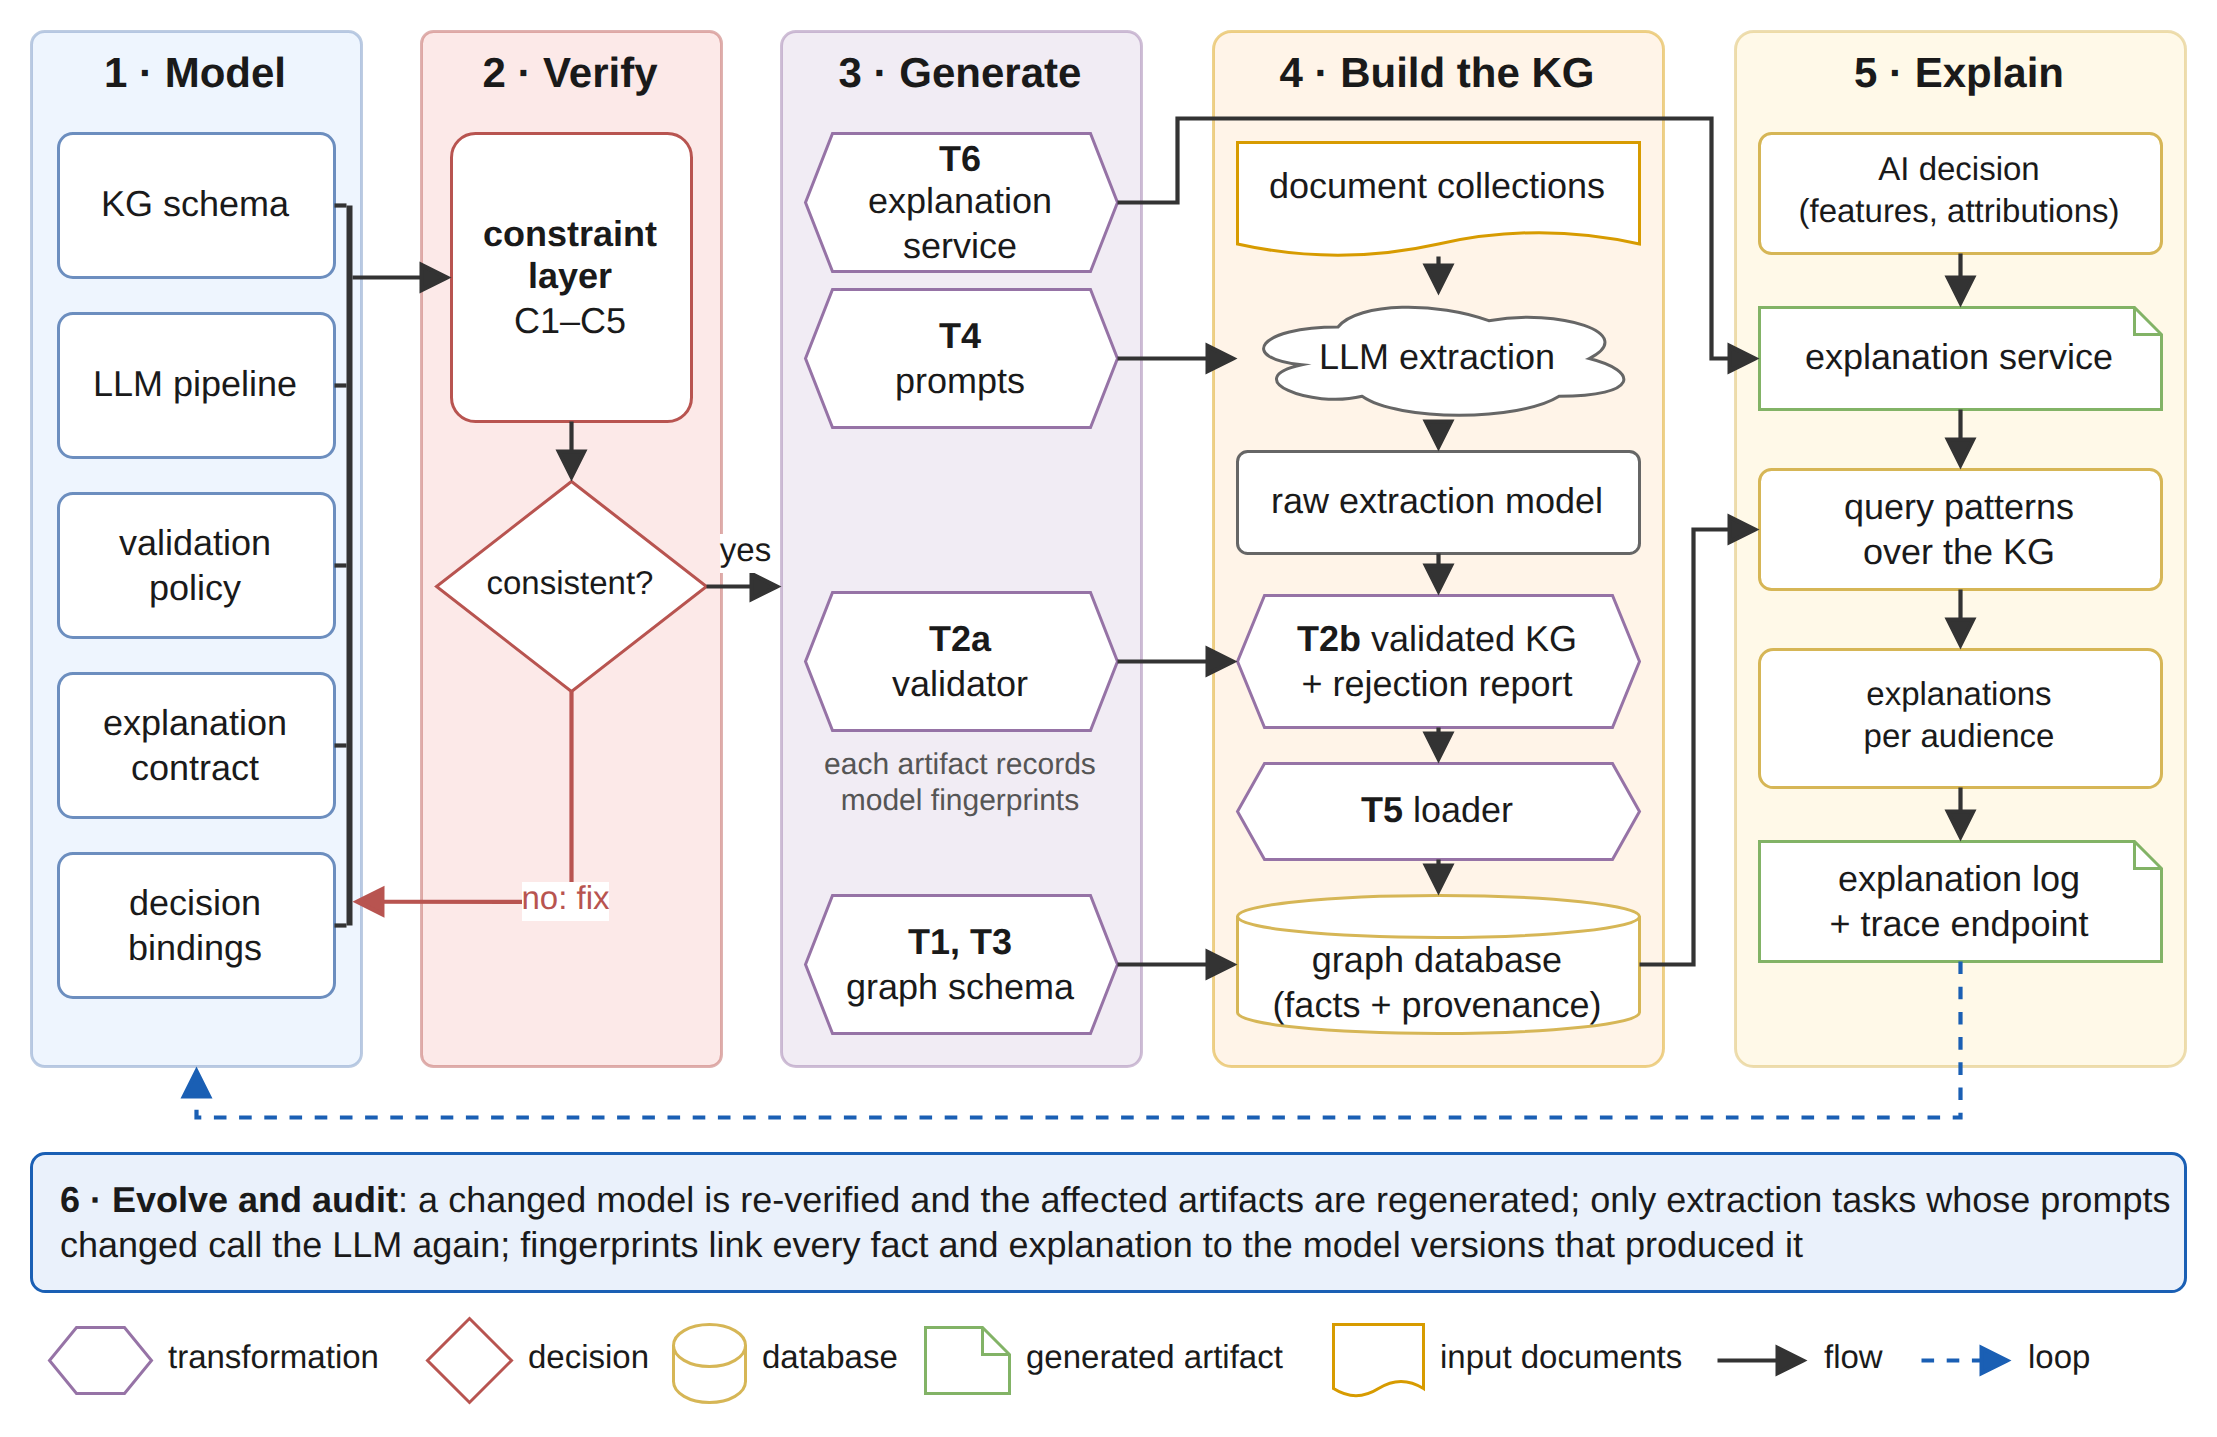 1 · Model
KG schema
LLM pipeline
validation
policy
explanation
contract
decision
bindings
2 · Verify
constraint
layer
C1–C5
consistent?
yes
no: fix
3 · Generate
T6
explanation
service
T4
prompts
T2a
validator
each artifact records
model fingerprints
T1, T3
graph schema
4 · Build the KG
document collections
LLM extraction
raw extraction model
T2b validated KG
+ rejection report
T5 loader
graph database
(facts + provenance)
5 · Explain
AI decision
(features, attributions)
explanation service
query patterns
over the KG
explanations
per audience
explanation log
+ trace endpoint
6 · Evolve and audit: a changed model is re-verified and the affected artifacts are regenerated; only extraction tasks whose prompts
changed call the LLM again; fingerprints link every fact and explanation to the model versions that produced it
transformation
decision
database
generated artifact
input documents
flow
loop